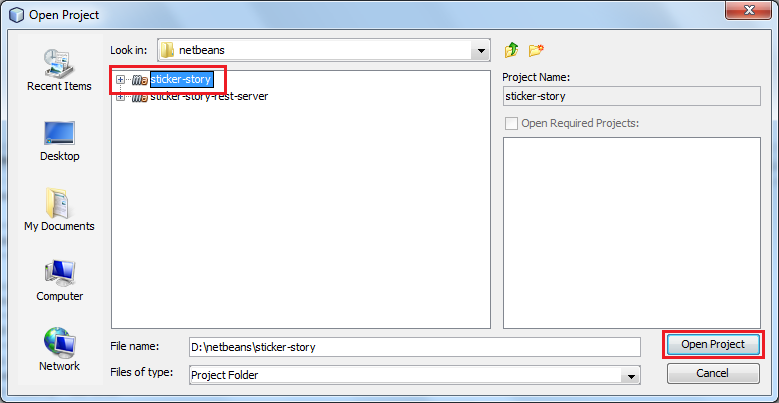 Open Project
Look in: netbeans
Recent Items
Desktop
My Documents
Computer
Network
ma sticker-story
ma sticker-story-rest-server
Project Name:
sticker-story
Open Required Projects:
File name: D:\netbeans\sticker-story
Files of type: Project Folder
Open Project
Cancel